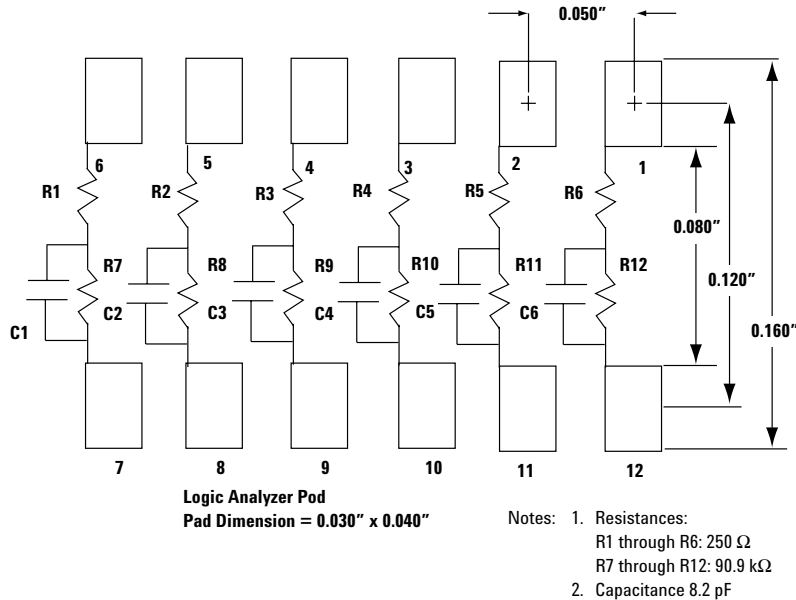 0.050"
6 5 4 3 2 1
R1 R2 R3 R4 R5 R6
0.080"
R7 R8 R9 R10 R11 R12
0.120"
C1 C2 C3 C4 C5 C6
0.160"
7 8 9 10 11 12
Logic Analyzer Pod
Pad Dimension = 0.030" x 0.040"
Notes: 1. Resistances:
R1 through R6: 250 Ω
R7 through R12: 90.9 kΩ
2. Capacitance 8.2 pF